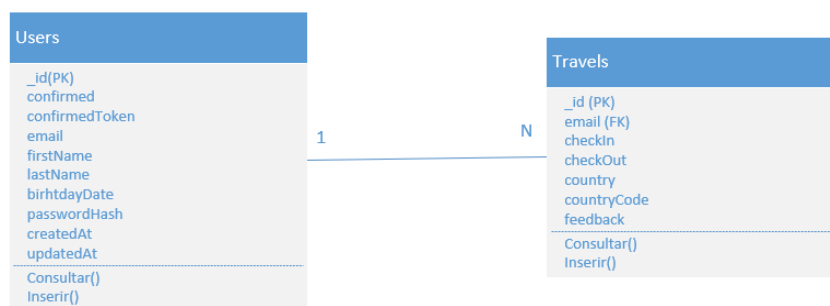 Users
_id(PK)
confirmed
confirmedToken
email
firstName
lastName
birhtdayDate
passwordHash
createdAt
updatedAt
Consultar()
Inserir()
1
N
Travels
_id (PK)
email (FK)
checkIn
checkOut
country
countryCode
feedback
Consultar()
Inserir()